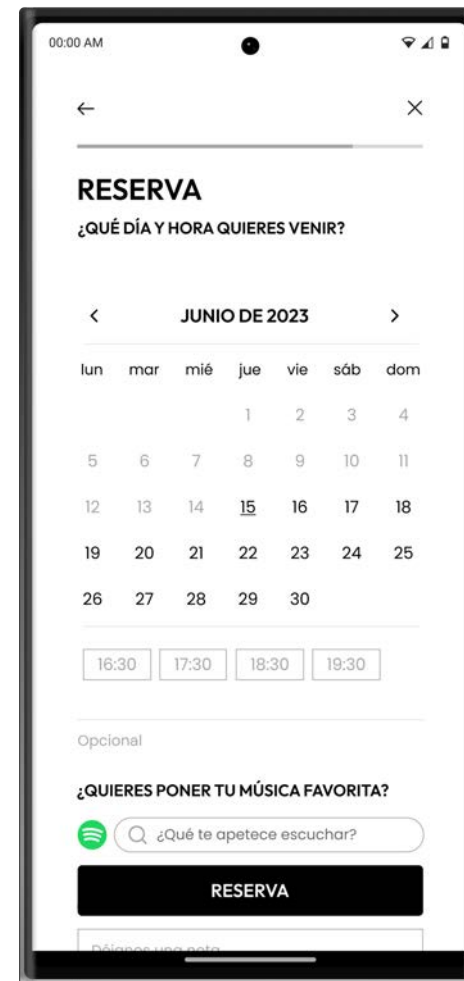 00:00 AM
RESERVA
¿QUÉ DÍA Y HORA QUIERES VENIR?
JUNIO DE 2023
lun mar mié jue vie sáb dom
1 2 3 4
5 6 7 8 9 10 11
12 13 14 15 16 17 18
19 20 21 22 23 24 25
26 27 28 29 30
16:30 17:30 18:30 19:30
Opcional
¿QUIERES PONER TU MÚSICA FAVORITA?
¿Qué te apetece escuchar?
RESERVA
Déjanos una nota